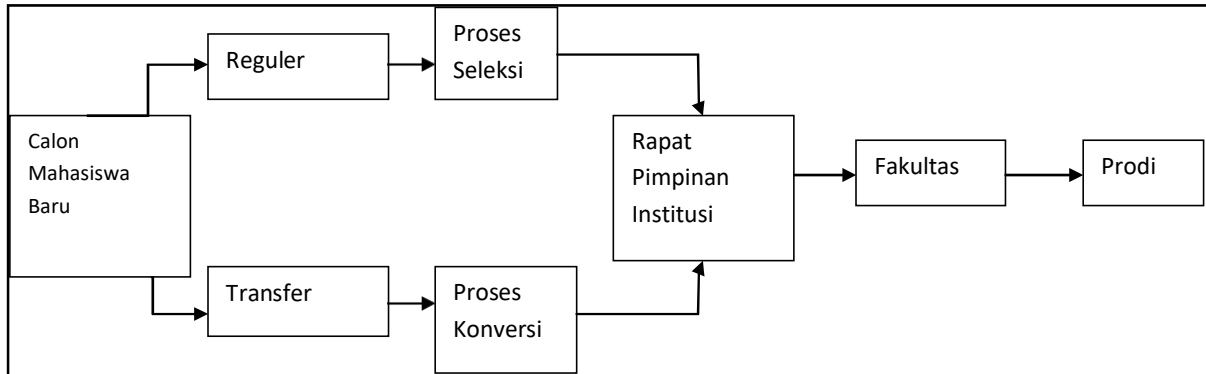 Calon
Mahasiswa
Baru
Reguler
Proses
Seleksi
Transfer
Proses
Konversi
Rapat
Pimpinan
Institusi
Fakultas
Prodi